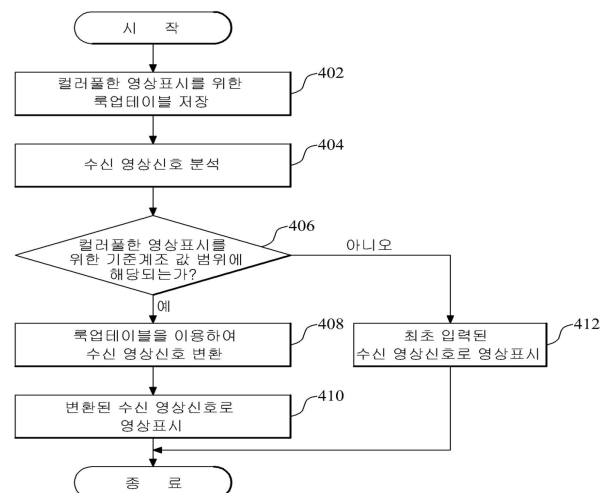 시 작
컬러풀한 영상표시를 위한
룩업테이블 저장
402
수신 영상신호 분석
404
컬러풀한 영상표시를
위한 기준계조 값 범위에
해당되는가?
406
아니오
예
룩업테이블을 이용하여
수신 영상신호 변환
408
최초 입력된
수신 영상신호로 영상표시
412
변환된 수신 영상신호로
영상표시
410
종 료